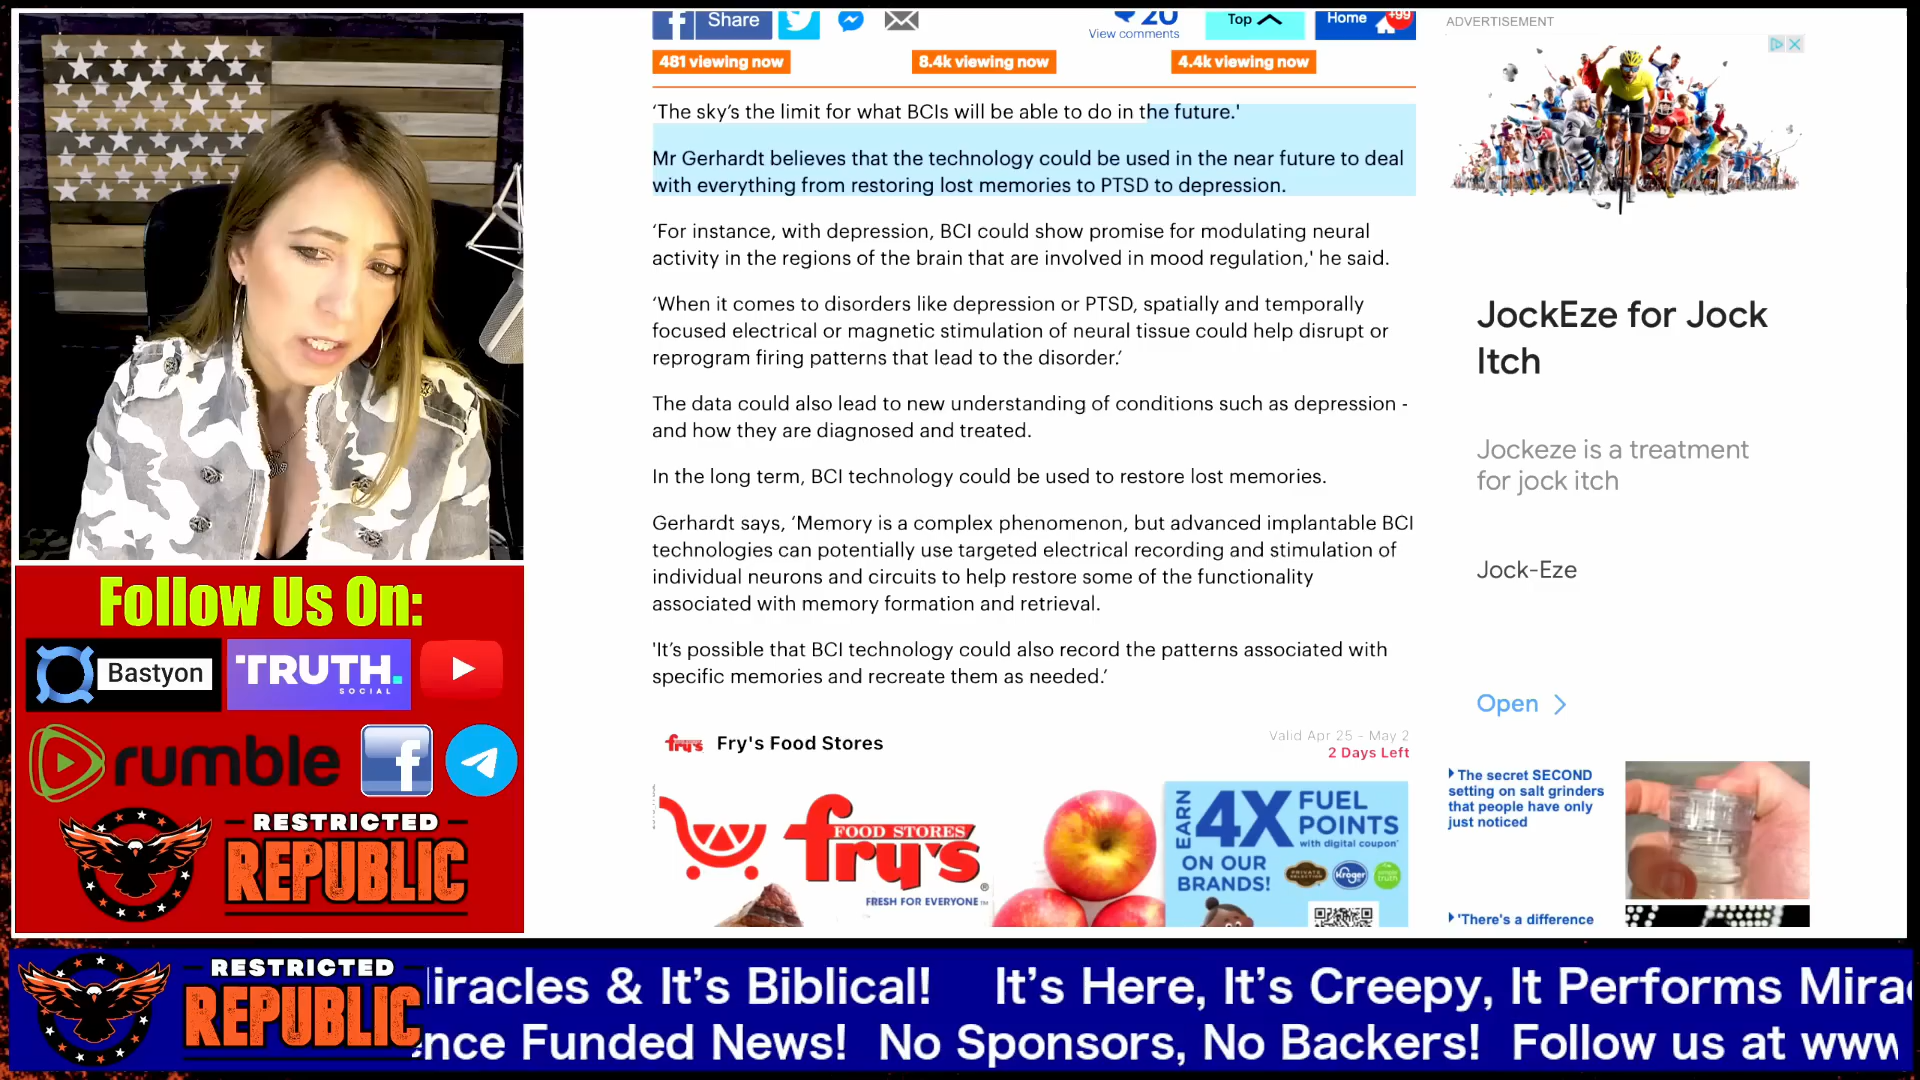 Share
20
View comments
Top
Home
+99
481 viewing now
8.4k viewing now
4.4k viewing now
‘The sky’s the limit for what BCIs will be able to do in the future.'
Mr Gerhardt believes that the technology could be used in the near future to deal
with everything from restoring lost memories to PTSD to depression.
‘For instance, with depression, BCI could show promise for modulating neural
activity in the regions of the brain that are involved in mood regulation,' he said.
‘When it comes to disorders like depression or PTSD, spatially and temporally
focused electrical or magnetic stimulation of neural tissue could help disrupt or
reprogram firing patterns that lead to the disorder.’
The data could also lead to new understanding of conditions such as depression -
and how they are diagnosed and treated.
In the long term, BCI technology could be used to restore lost memories.
Gerhardt says, ‘Memory is a complex phenomenon, but advanced implantable BCI
technologies can potentially use targeted electrical recording and stimulation of
individual neurons and circuits to help restore some of the functionality
associated with memory formation and retrieval.
'It’s possible that BCI technology could also record the patterns associated with
specific memories and recreate them as needed.’
fry's
Fry's Food Stores
Valid Apr 25 - May 2
2 Days Left
fry's
FOOD STORES
FRESH FOR EVERYONE™
EARN
4X
FUEL
POINTS
with digital coupon*
ON OUR
BRANDS!
PRIVATE
SELECTION
Kroger
simple
truth
ADVERTISEMENT
JockEze for Jock
Itch
Jockeze is a treatment
for jock itch
Jock-Eze
Open
The secret SECOND
setting on salt grinders
that people have only
just noticed
'There's a difference
Follow Us On:
Bastyon
TRUTH.
SOCIAL
rumble
RESTRICTED
REPUBLIC
RESTRICTED
REPUBLIC
iracles & It’s Biblical! It’s Here, It’s Creepy, It Performs Mira
nce Funded News! No Sponsors, No Backers! Follow us at www